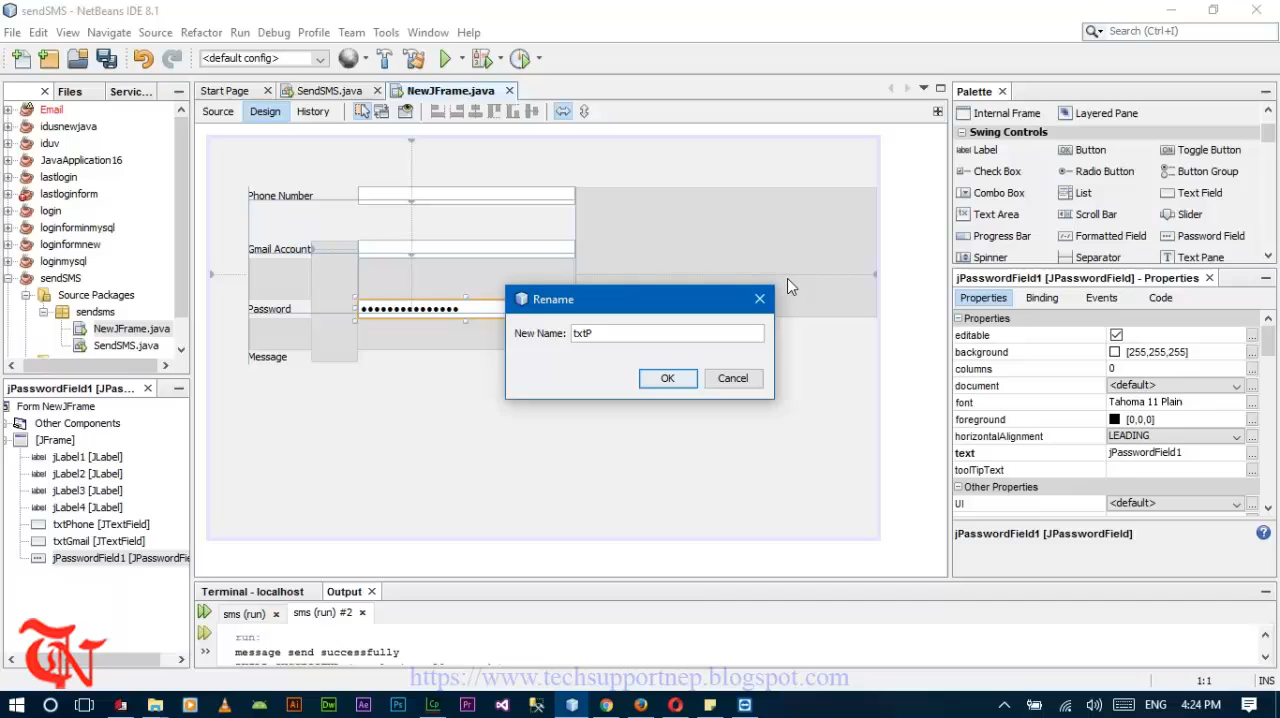 sendSMS - NetBeans IDE 8.1
File Edit View Navigate Source Refactor Run Debug Profile Team Tools Window Help
Search (Ctrl+I)
<default config>
Files Servic...
Start Page SendSMS.java NewJFrame.java
Source Design History
Email
idusnewjava
iduv
JavaApplication16
lastlogin
lastloginform
login
loginforminmysql
loginformnew
loginmysql
sendSMS
Source Packages
sendsms
NewJFrame.java
SendSMS.java
jPasswordField1 [JPas...
Form NewJFrame
Other Components
[JFrame]
jLabel1 [JLabel]
jLabel2 [JLabel]
jLabel3 [JLabel]
jLabel4 [JLabel]
txtPhone [JTextField]
txtGmail [JTextField]
jPasswordField1 [JPasswordFie
Phone Number
Gmail Account
Password
Message
Rename
New Name: txtP
OK Cancel
Palette
Internal Frame Layered Pane
Swing Controls
label Label OK Button ON Toggle Button
Check Box Radio Button Button Group
Combo Box List Text Field
Text Area Scroll Bar Slider
Progress Bar Formatted Field Password Field
Spinner Separator Text Pane
jPasswordField1 [JPasswordField] - Properties
Properties Binding Events Code
Properties
editable
background [255,255,255]
columns 0
document <default>
font Tahoma 11 Plain
foreground [0,0,0]
horizontalAlignment LEADING
text jPasswordField1
toolTipText
Other Properties
UI <default>
jPasswordField1 [JPasswordField]
Terminal - localhost Output
sms (run) sms (run) #2
run:
message send successfully
https://www.techsupportnep.blogspot.com
1:1 INS
ENG 4:24 PM